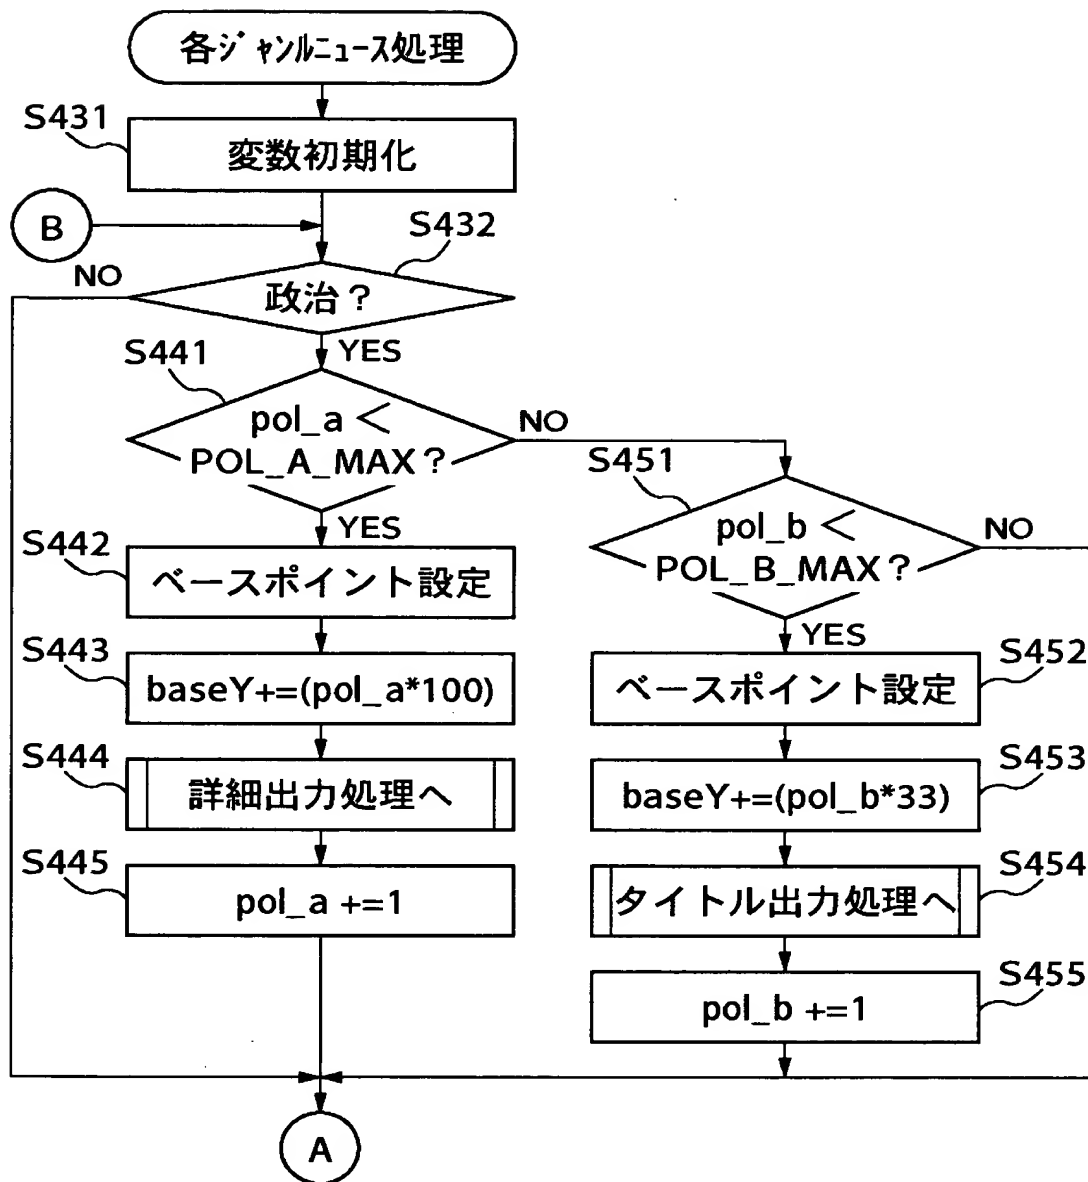 各ジャンルニュース処理
S431
変数初期化
B
S432
NO
政治？
YES
S441
pol_a <
POL_A_MAX？
NO
YES
S451
pol_b <
POL_B_MAX？
NO
YES
S442
ベースポイント設定
S443
baseY+=(pol_a*100)
S444
詳細出力処理へ
S445
pol_a +=1
S452
ベースポイント設定
S453
baseY+=(pol_b*33)
S454
タイトル出力処理へ
S455
pol_b +=1
A